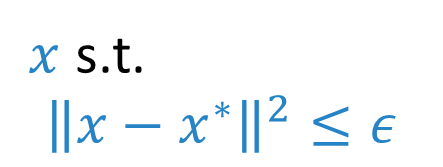 x s.t.
‖x − x*‖² ≤ ϵ